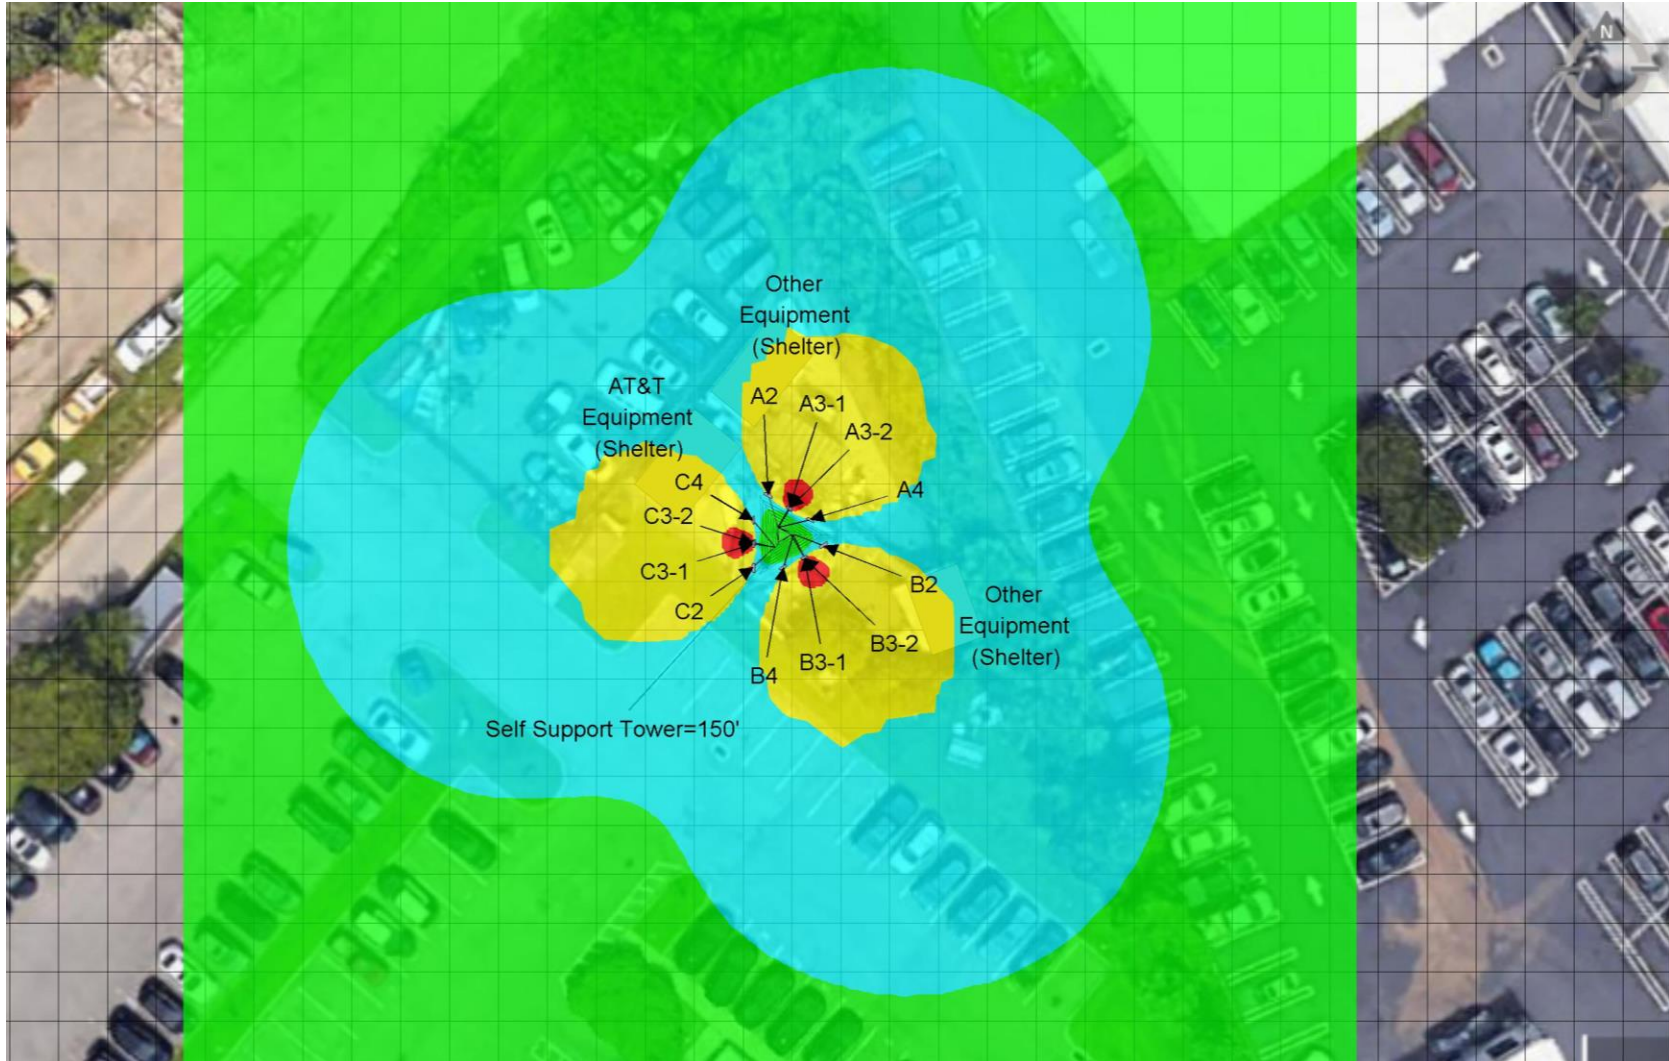 N
Other
Equipment
(Shelter)
AT&T
Equipment
(Shelter)
A2
A3-1
A3-2
C4
A4
C3-2
C3-1
B2
C2
Other
Equipment
(Shelter)
B3-2
B3-1
B4
Self Support Tower=150'